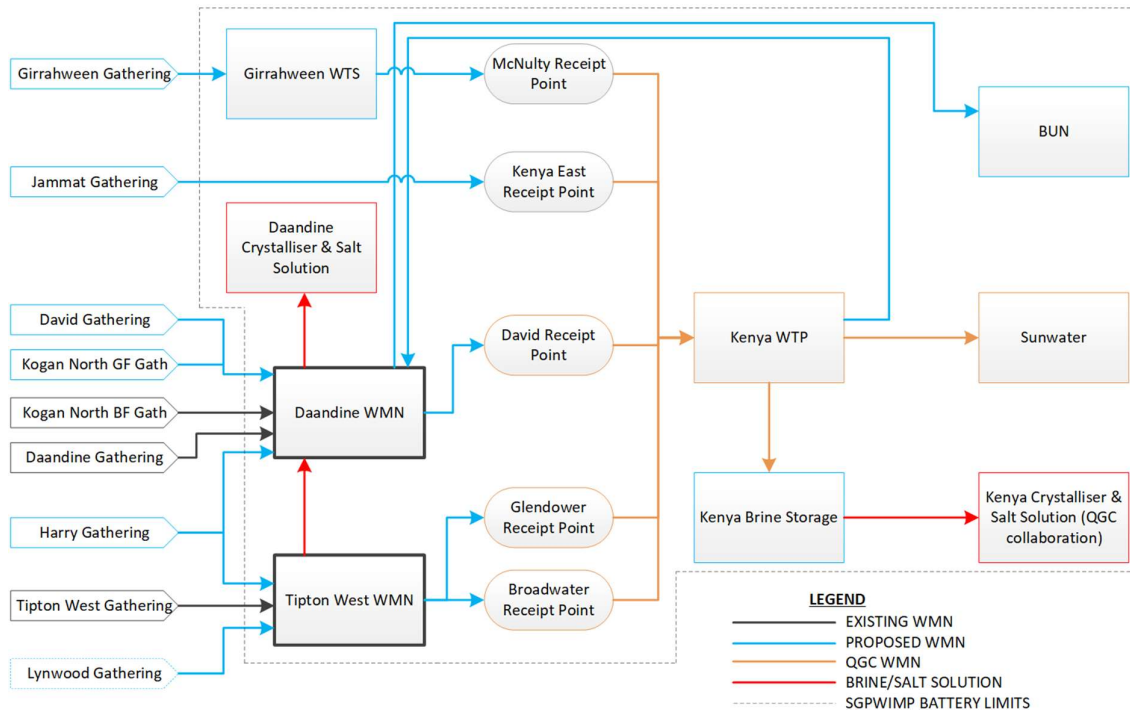 Girrahween Gathering
Girrahween WTS
McNulty Receipt
Point
BUN
Jammat Gathering
Kenya East
Receipt Point
Daandine
Crystalliser & Salt
Solution
David Gathering
Kogan North GF Gath
Kogan North BF Gath
Daandine Gathering
Daandine WMN
David Receipt
Point
Kenya WTP
Sunwater
Harry Gathering
Glendower
Receipt Point
Kenya Brine Storage
Kenya Crystalliser &
Salt Solution (QGC
collaboration)
Tipton West Gathering
Tipton West WMN
Broadwater
Receipt Point
Lynwood Gathering
LEGEND
EXISTING WMN
PROPOSED WMN
QGC WMN
BRINE/SALT SOLUTION
SGPWIMP BATTERY LIMITS